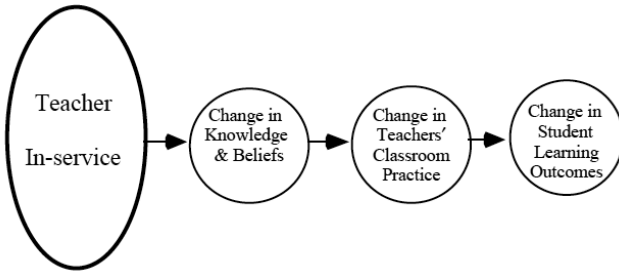 Teacher
In-service
Change in
Knowledge
& Beliefs
Change in
Teachers'
Classroom
Practice
Change in
Student
Learning
Outcomes